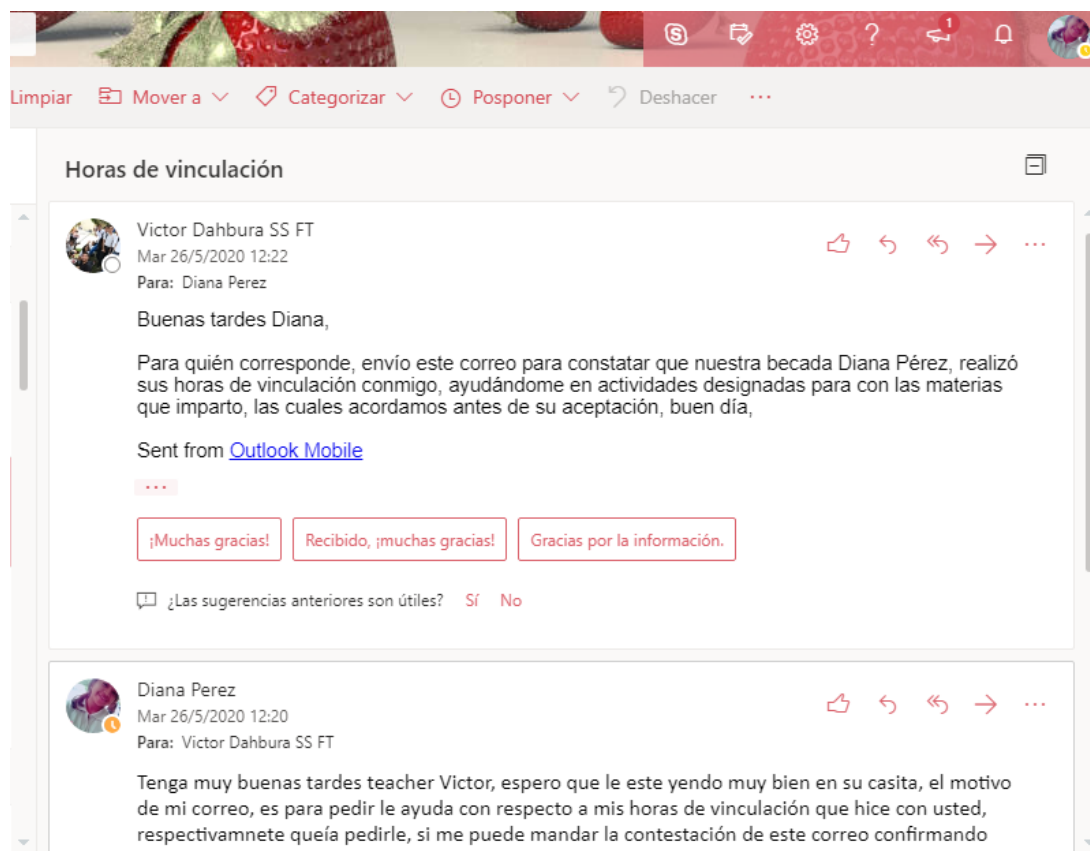 1
Limpiar Mover a Categorizar Posponer Deshacer ...
Horas de vinculación
Victor Dahbura SS FT
Mar 26/5/2020 12:22
Para: Diana Perez
Buenas tardes Diana,
Para quién corresponde, envío este correo para constatar que nuestra becada Diana Pérez, realizó
sus horas de vinculación conmigo, ayudándome en actividades designadas para con las materias
que imparto, las cuales acordamos antes de su aceptación, buen día,
Sent from Outlook Mobile
...
¡Muchas gracias! Recibido, ¡muchas gracias! Gracias por la información.
¿Las sugerencias anteriores son útiles? Sí No
Diana Perez
Mar 26/5/2020 12:20
Para: Victor Dahbura SS FT
Tenga muy buenas tardes teacher Victor, espero que le este yendo muy bien en su casita, el motivo
de mi correo, es para pedir le ayuda con respecto a mis horas de vinculación que hice con usted,
respectivamnete queía pedirle, si me puede mandar la contestación de este correo confirmando